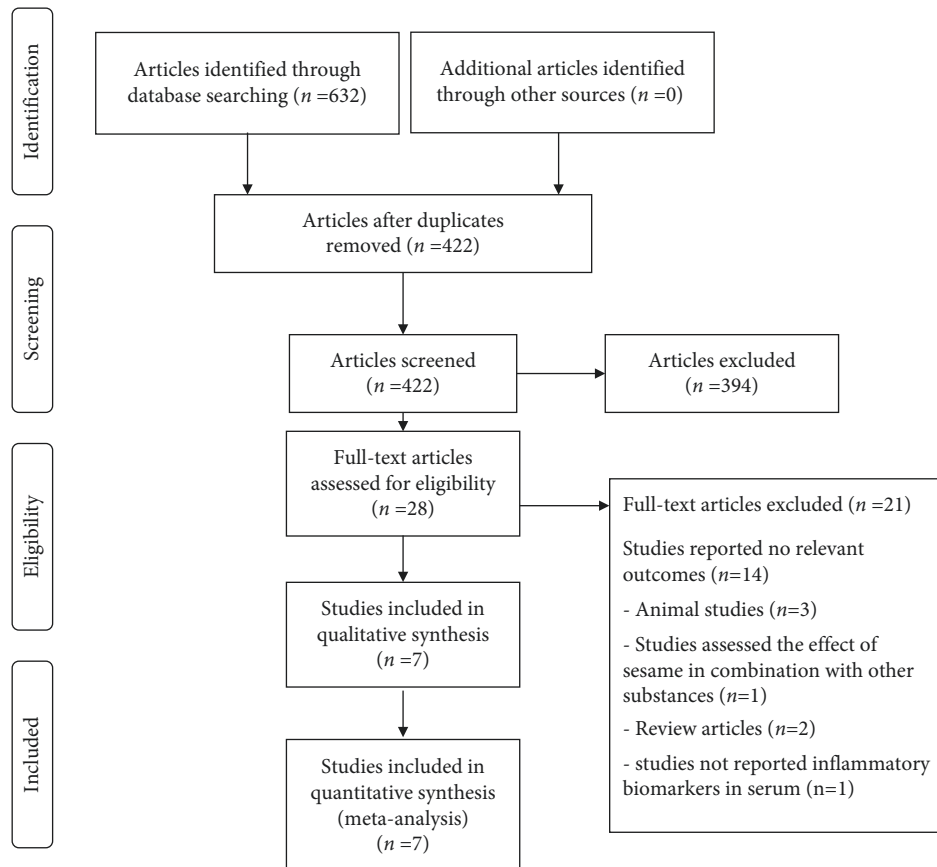 Identification
Articles identified through
database searching (n =632)
Additional articles identified
through other sources (n =0)
Articles after duplicates
removed (n =422)
Screening
Articles screened
(n =422)
Articles excluded
(n =394)
Eligibility
Full-text articles
assessed for eligibility
(n =28)
Full-text articles excluded (n =21)
Studies reported no relevant
outcomes (n=14)
- Animal studies (n=3)
- Studies assessed the effect of
sesame in combination with other
substances (n=1)
- Review articles (n=2)
- studies not reported inflammatory
biomarkers in serum (n=1)
Studies included in
qualitative synthesis
(n =7)
Included
Studies included in
quantitative synthesis
(meta-analysis)
(n =7)